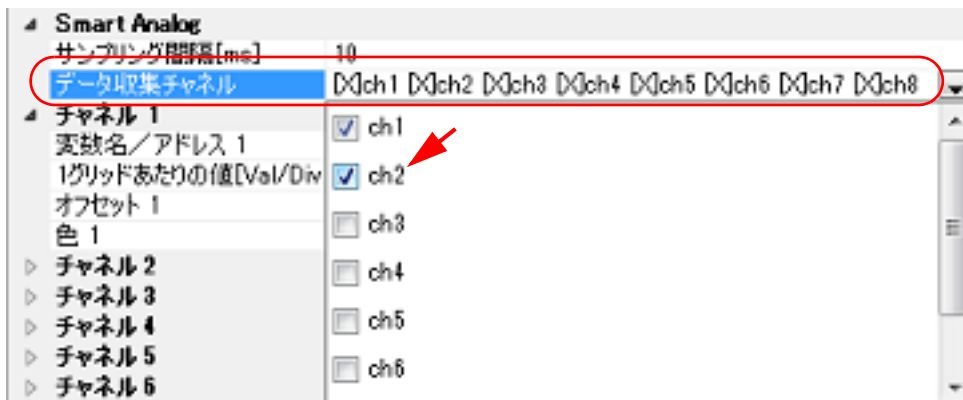 Smart Analog
サンプリング間隔[ms] 10
データ収集チャネル [X]ch1 [X]ch2 [X]ch3 [X]ch4 [X]ch5 [X]ch6 [X]ch7 [X]ch8
チャネル 1
変数名／アドレス 1
1グリッドあたりの値[Val/Div
オフセット 1
色 1
チャネル 2
チャネル 3
チャネル 4
チャネル 5
チャネル 6
ch1
ch2
ch3
ch4
ch5
ch6